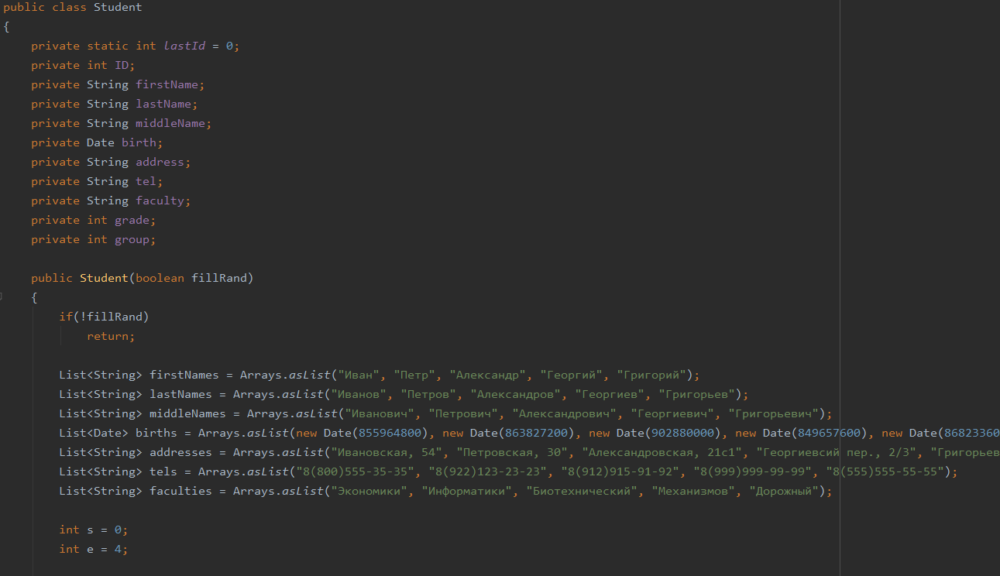 public class Student
{
private static int lastId = 0;
private int ID;
private String firstName;
private String lastName;
private String middleName;
private Date birth;
private String address;
private String tel;
private String faculty;
private int grade;
private int group;
public Student(boolean fillRand)
{
if(!fillRand)
return;
List<String> firstNames = Arrays.asList("Иван", "Петр", "Александр", "Георгий", "Григорий");
List<String> lastNames = Arrays.asList("Иванов", "Петров", "Александров", "Георгиев", "Григорьев");
List<String> middleNames = Arrays.asList("Иванович", "Петрович", "Александрович", "Георгиевич", "Григорьевич");
List<Date> births = Arrays.asList(new Date(855964800), new Date(863827200), new Date(902880000), new Date(849657600), new Date(86823360
List<String> addresses = Arrays.asList("Ивановская, 54", "Петровская, 30", "Александровская, 21с1", "Георгиевсий пер., 2/3", "Григорьев
List<String> tels = Arrays.asList("8(800)555-35-35", "8(922)123-23-23", "8(912)915-91-92", "8(999)999-99-99", "8(555)555-55-55");
List<String> faculties = Arrays.asList("Экономики", "Информатики", "Биотехнический", "Механизмов", "Дорожный");
int s = 0;
int e = 4;